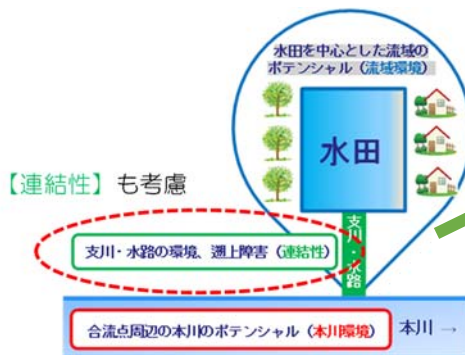 水田を中心とした流域の
ポテンシャル（流域環境）
水田
【連結性】も考慮
支川・水路
支川・水路の環境、遡上障害（連結性）
合流点周辺の本川のポテンシャル（本川環境）
本川 →